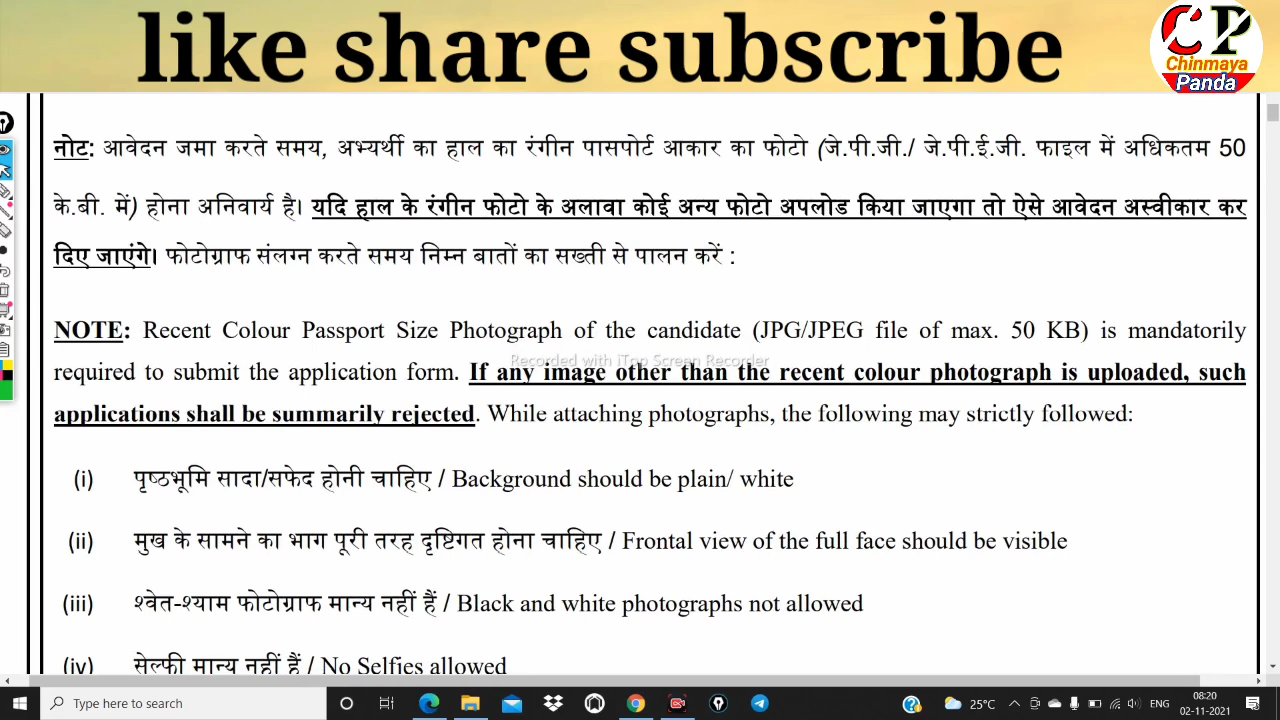 like share subscribe
CP
Chinmaya
Panda
नोट: आवेदन जमा करते समय, अभ्यर्थी का हाल का रंगीन पासपोर्ट आकार का फोटो (जे.पी.जी./ जे.पी.ई.जी. फाइल में अधिकतम 50
के.बी. में) होना अनिवार्य है। यदि हाल के रंगीन फोटो के अलावा कोई अन्य फोटो अपलोड किया जाएगा तो ऐसे आवेदन अस्वीकार कर
दिए जाएंगे। फोटोग्राफ संलग्न करते समय निम्न बातों का सख्ती से पालन करें :
NOTE: Recent Colour Passport Size Photograph of the candidate (JPG/JPEG file of max. 50 KB) is mandatorily
Recorded with iTop Screen Recorder
required to submit the application form. If any image other than the recent colour photograph is uploaded, such
applications shall be summarily rejected. While attaching photographs, the following may strictly followed:
(i) पृष्ठभूमि सादा/सफेद होनी चाहिए / Background should be plain/ white
(ii) मुख के सामने का भाग पूरी तरह दृष्टिगत होना चाहिए / Frontal view of the full face should be visible
(iii) श्वेत-श्याम फोटोग्राफ मान्य नहीं हैं / Black and white photographs not allowed
(iv) सेल्फी मान्य नहीं हैं / No Selfies allowed
Type here to search
25°C
ENG
08:20
02-11-2021